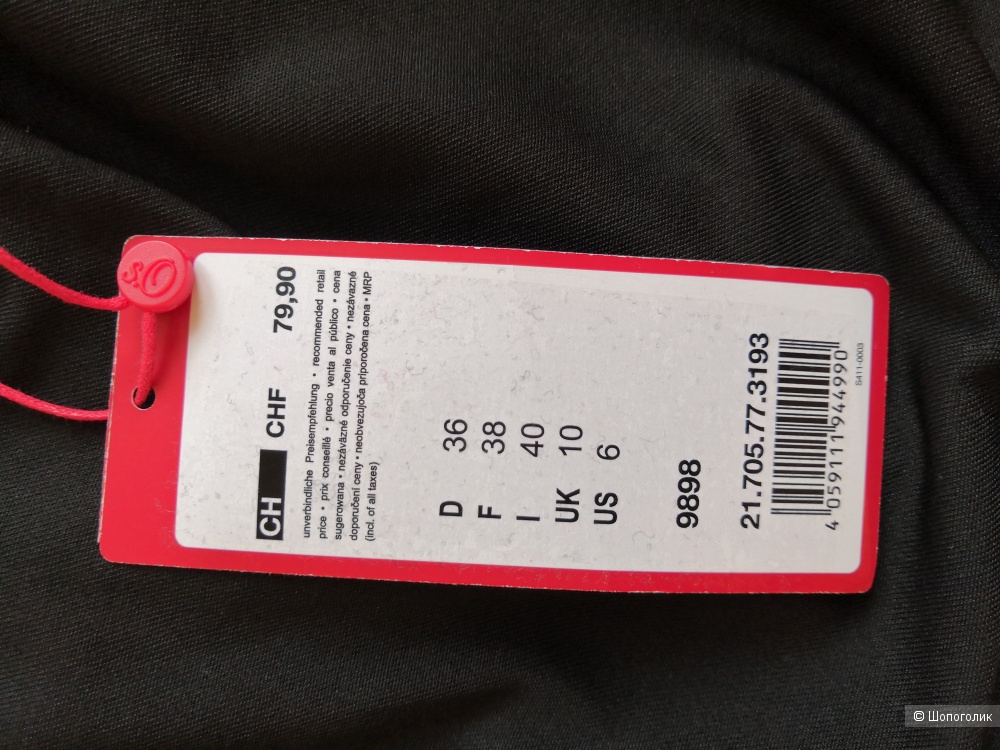 s.O
CH CHF 79,90
unverbindliche Preisempfehlung • recommended retail
price • prix conseillé • precio venta al público • cena
sugerowana • nezáväzné odporučenie ceny • nezávazné
doporučení ceny • neobvezujoča priporočena cena • MRP
(incl. of all taxes)
D 36
F 38
I 40
UK 10
US 6
9898
21.705.77.3193
4 059111 944990
S411-0003
© Шопоголик